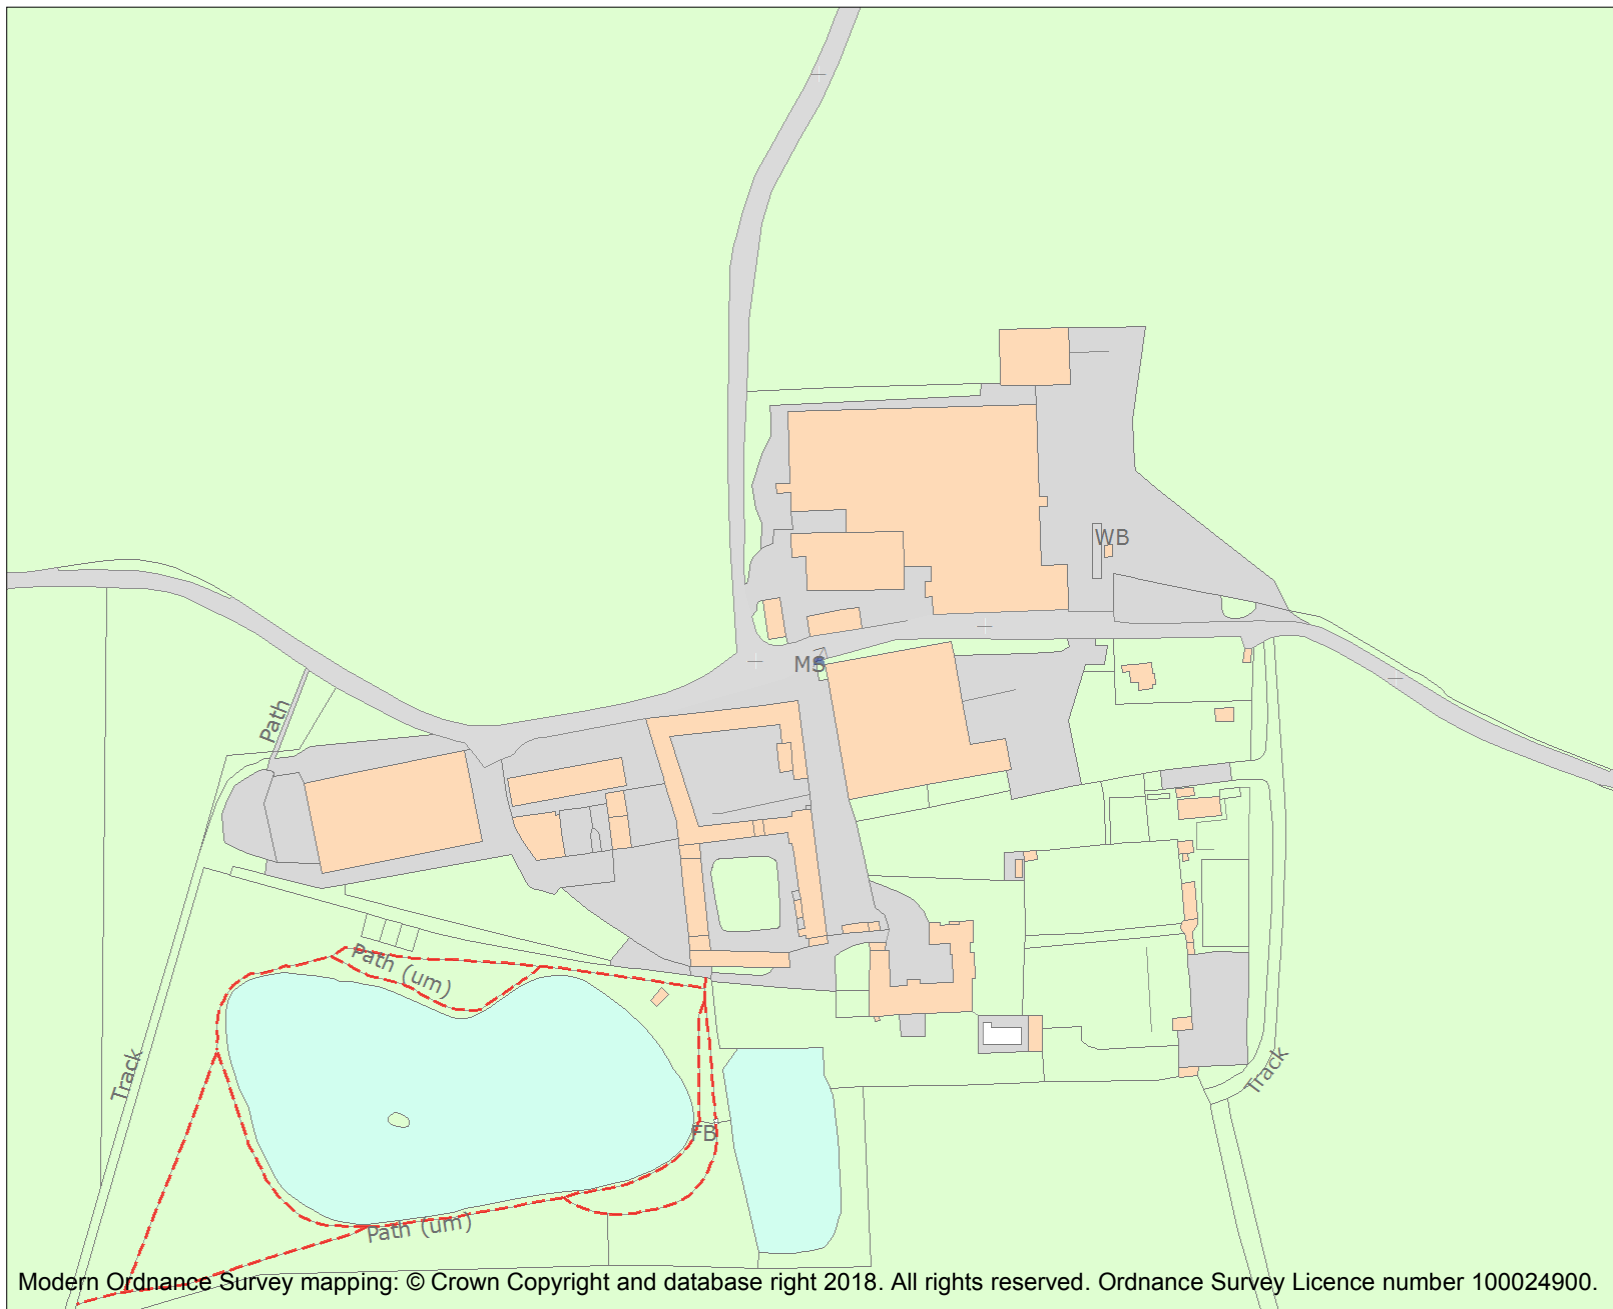 WB
MS
Path
Path (um)
Track
Track
FB
Path (um)
Modern Ordnance Survey mapping: © Crown Copyright and database right 2018. All rights reserved. Ordnance Survey Licence number 100024900.